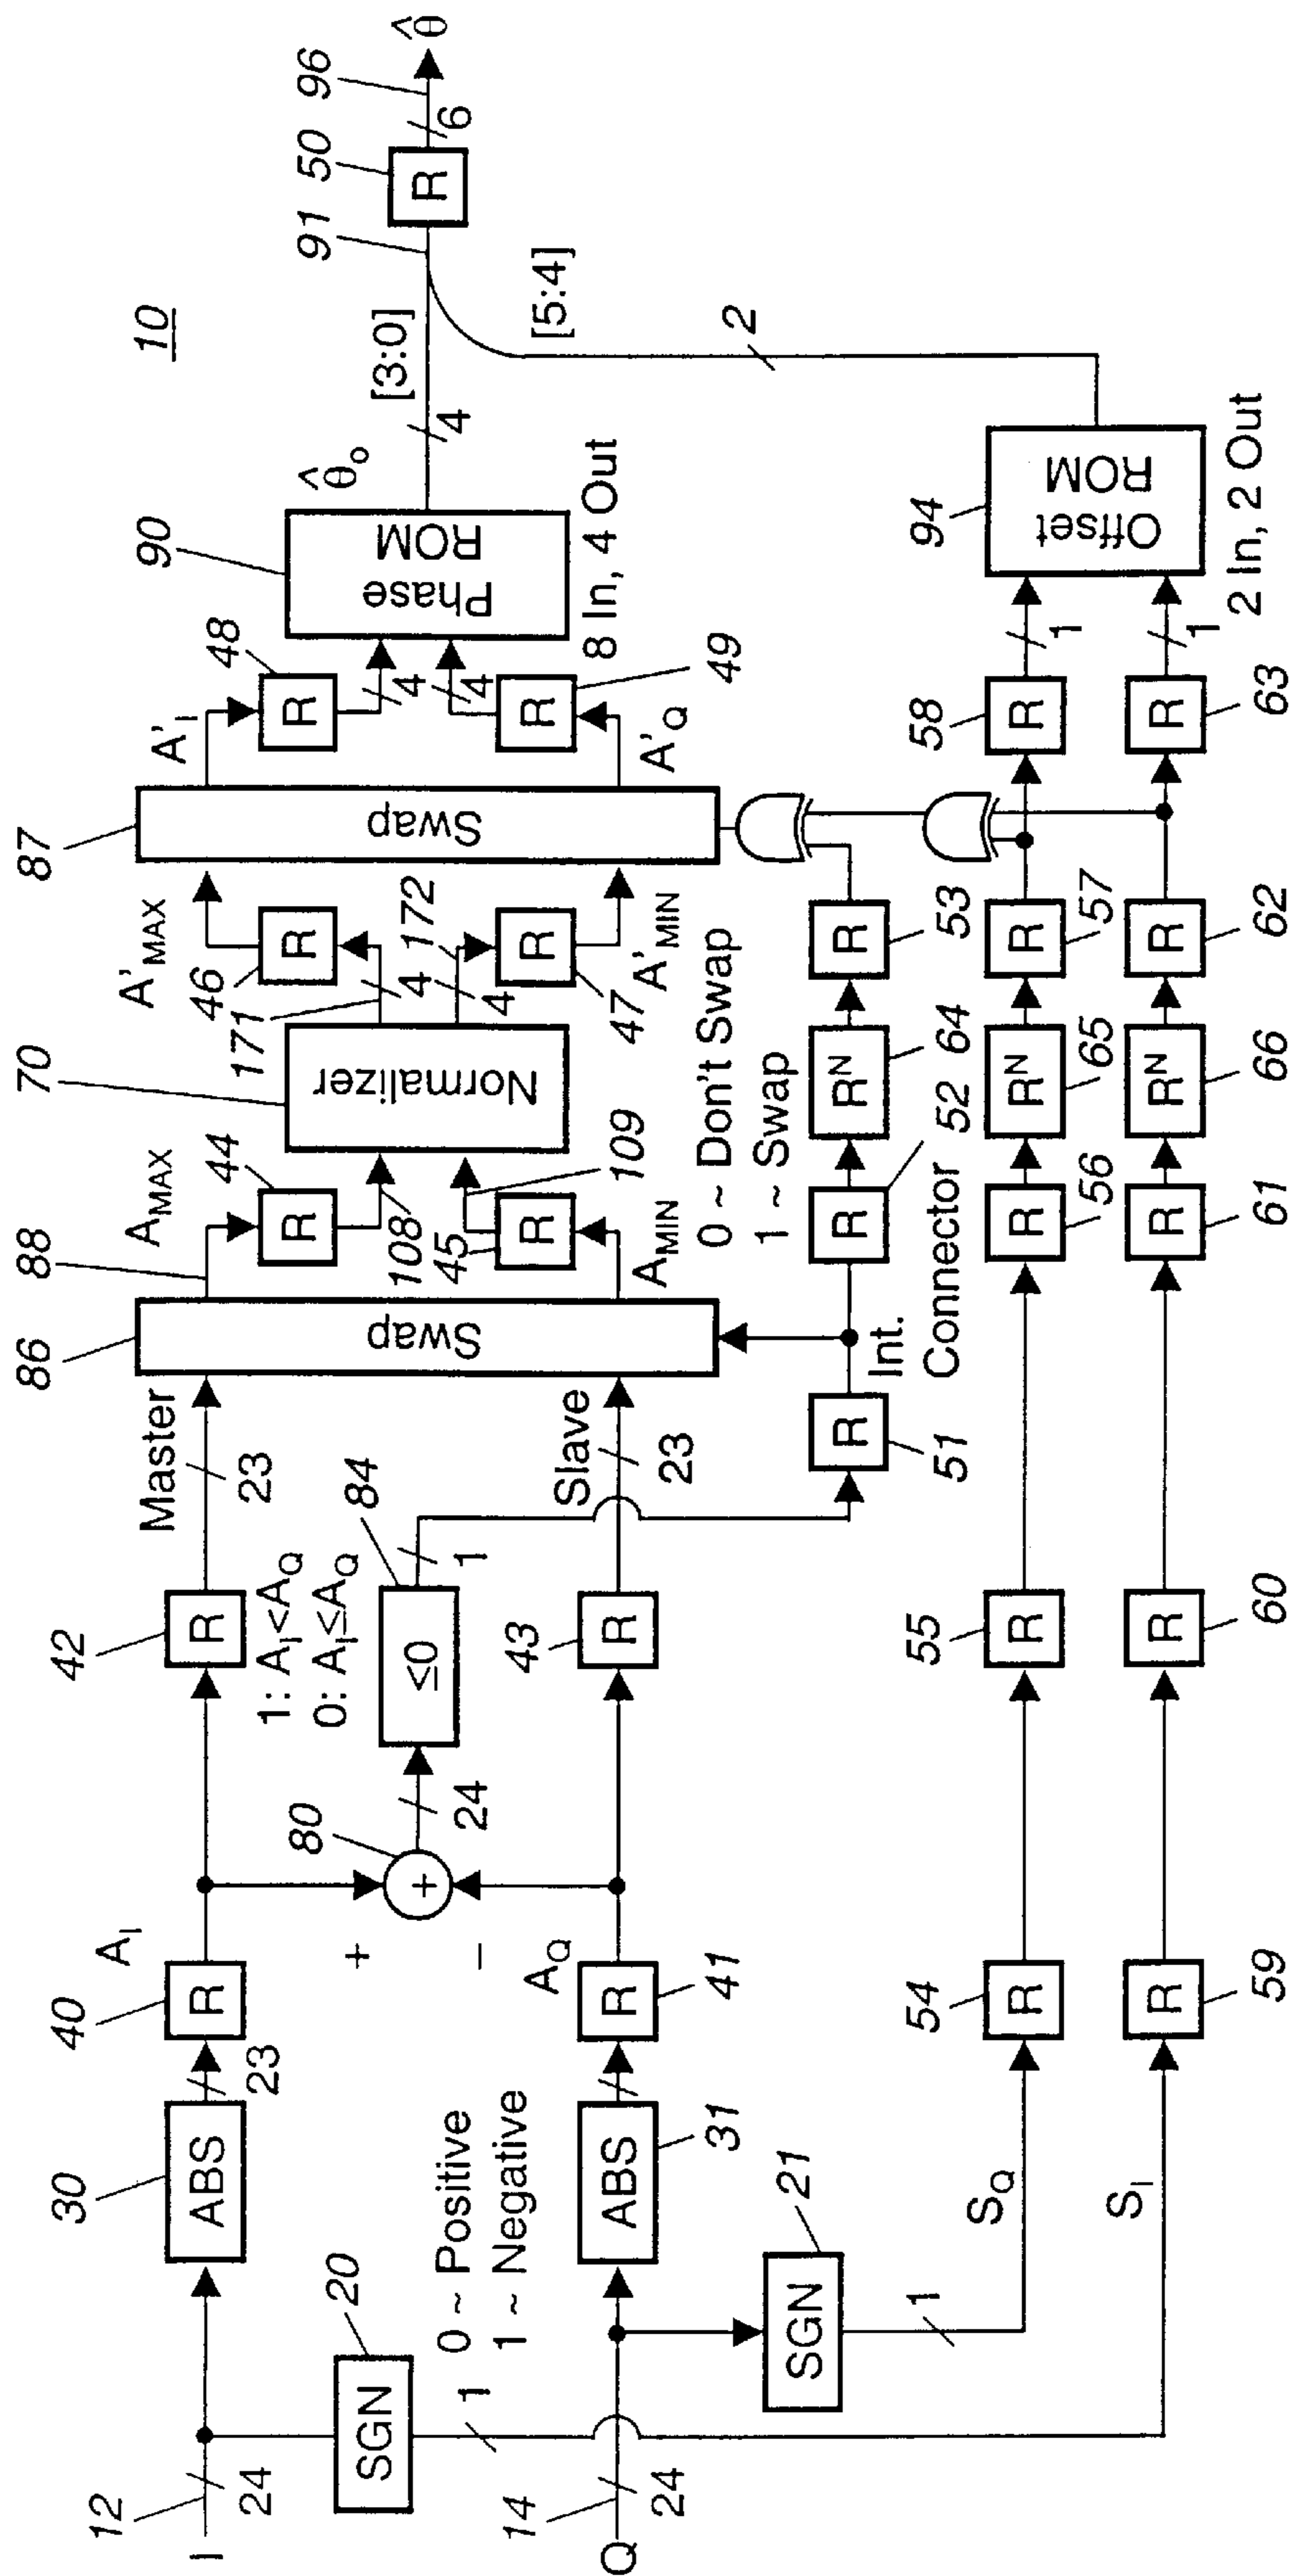 10
I
12
24
30
ABS
23
40
R
A_I
42
R
Master
23
86
Swap
88
A_MAX
44
R
108
70
Normalizer
171
4
46
R
A'_MAX
87
Swap
A'_I
48
R
4
90
Phase
ROM
8 In, 4 Out
θ̂_o
4
[3:0]
91
50
R
6
96
θ̂
20
SGN
1
0 ~ Positive
1 ~ Negative
+
−
80
+
24
1: A_I<A_Q
0: A_I≤A_Q
84
≤0
1
Q
14
24
31
ABS
41
R
A_Q
43
R
Slave
23
45
R
A_MIN
109
172
4
47
R
A'_MIN
49
R
4
A'_Q
[5:4]
2
21
SGN
1
51
R
Int.
Connector
52
R
0 ~ Don't Swap
1 ~ Swap
64
R^N
53
R
S_Q
54
R
55
R
56
R
65
R^N
57
R
58
R
1
94
Offset
ROM
2 In, 2 Out
S_I
59
R
60
R
61
R
66
R^N
62
R
63
R
1